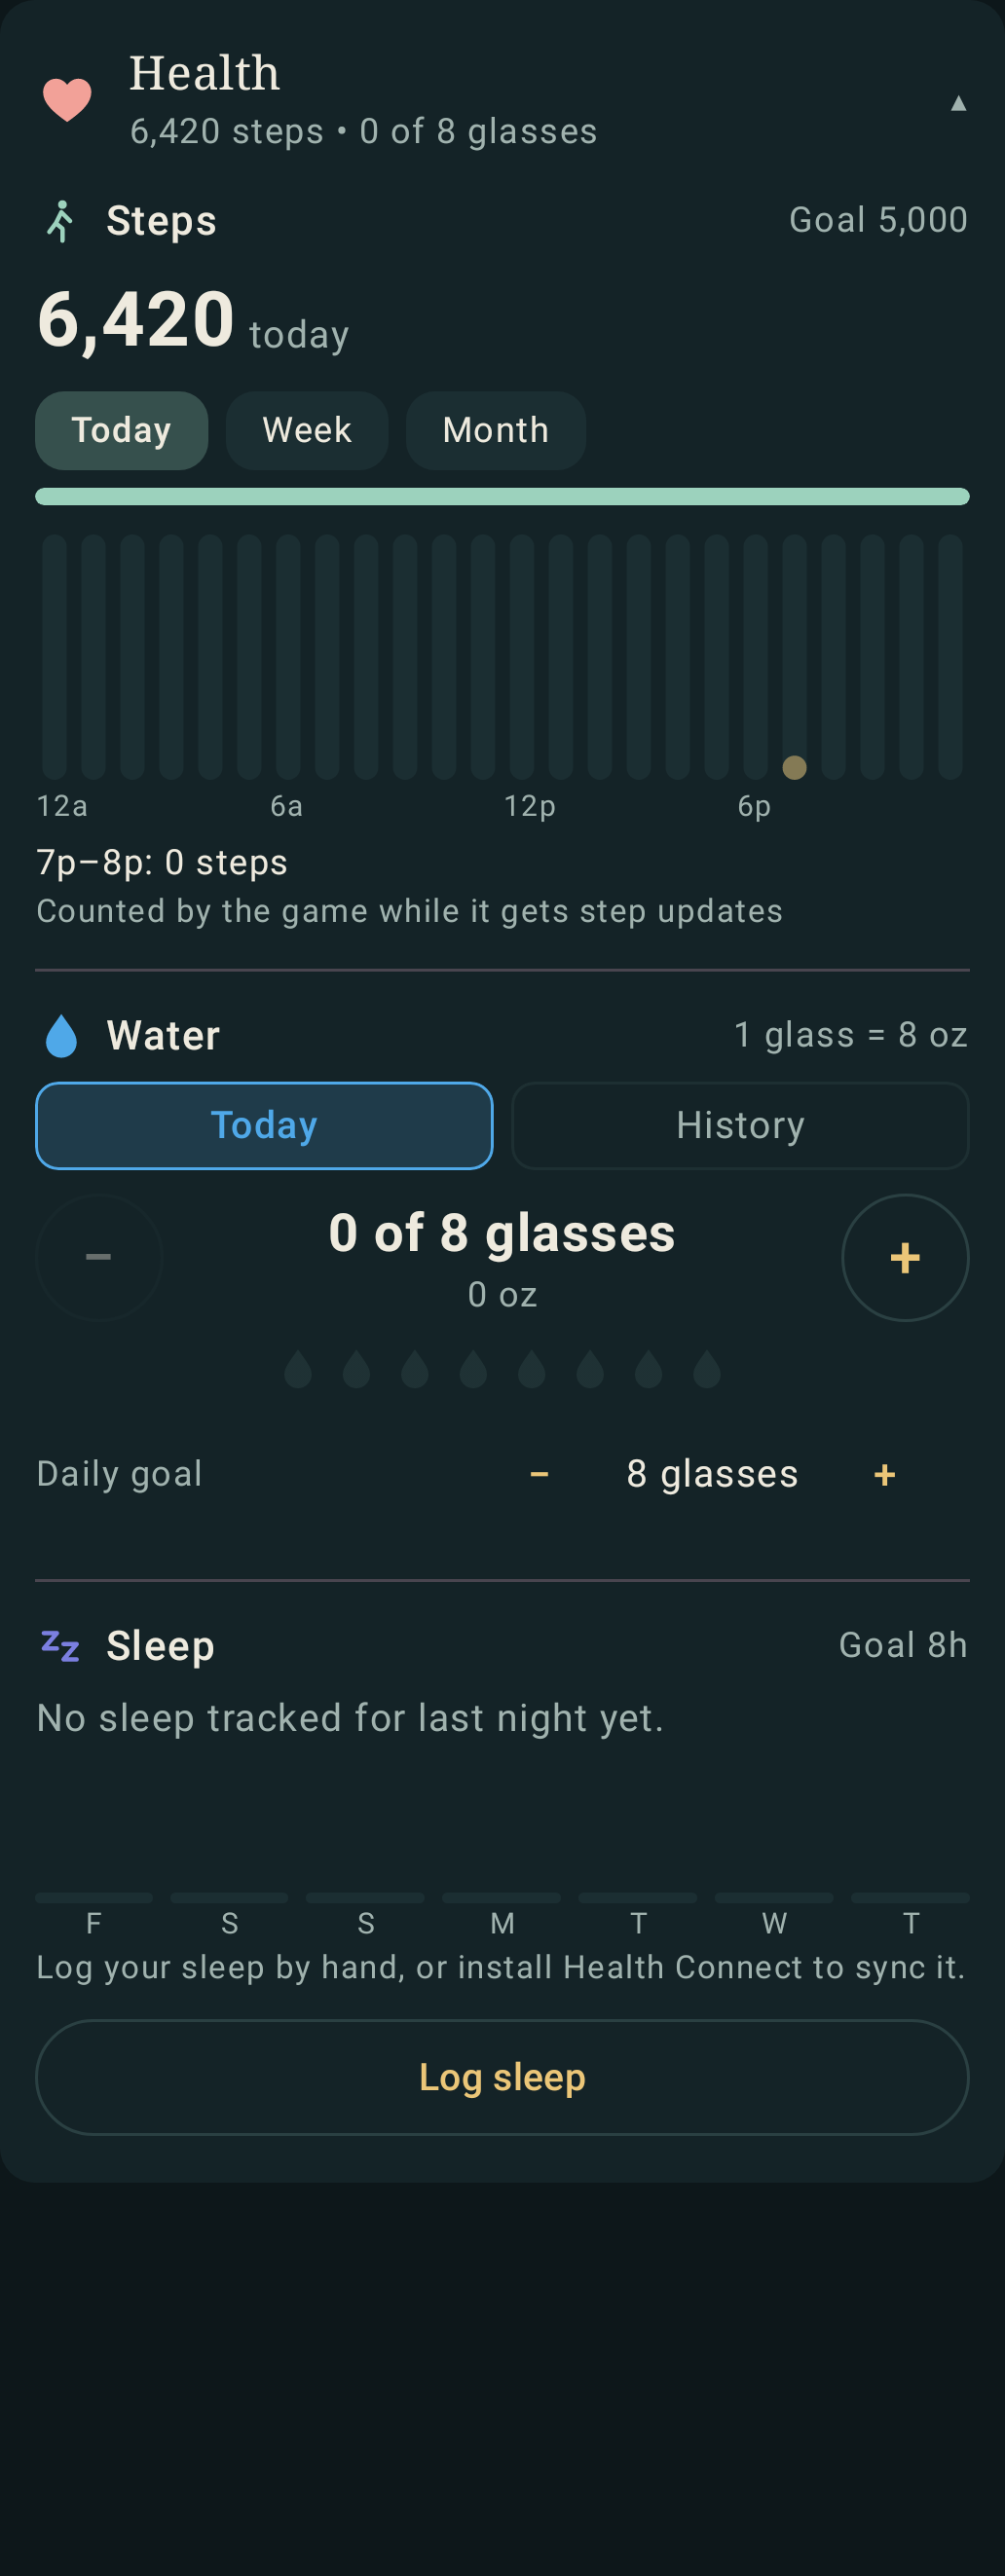 Health
6,420 steps • 0 of 8 glasses
▲
Steps
Goal 5,000
6,420 today
Today Week Month
12a 6a 12p 6p
7p–8p: 0 steps
Counted by the game while it gets step updates
Water
1 glass = 8 oz
Today History
− 0 of 8 glasses +
0 oz
Daily goal − 8 glasses +
zz Sleep
Goal 8h
No sleep tracked for last night yet.
F S S M T W T
Log your sleep by hand, or install Health Connect to sync it.
Log sleep